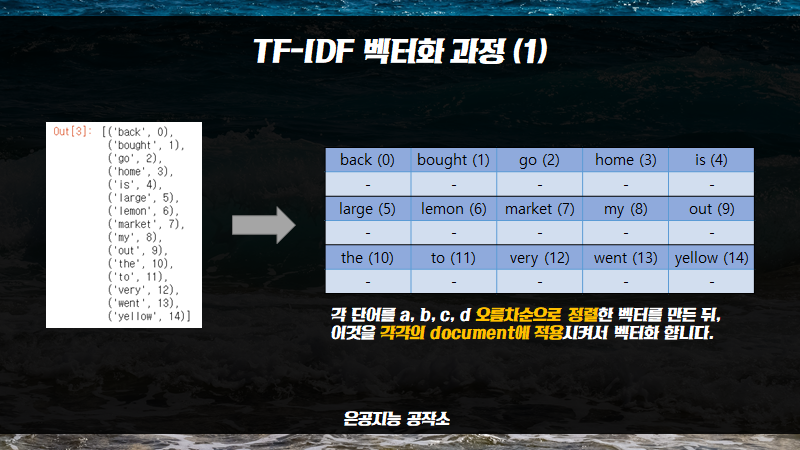 TF-IDF 벡터화 과정 (1)
Out[3]: [('back', 0),
('bought', 1),
('go', 2),
('home', 3),
('is', 4),
('large', 5),
('lemon', 6),
('market', 7),
('my', 8),
('out', 9),
('the', 10),
('to', 11),
('very', 12),
('went', 13),
('yellow', 14)]
back (0) bought (1) go (2) home (3) is (4)
- - - - -
large (5) lemon (6) market (7) my (8) out (9)
- - - - -
the (10) to (11) very (12) went (13) yellow (14)
- - - - -
각 단어를 a, b, c, d 오름차순으로 정렬한 벡터를 만든 뒤,
이것을 각각의 document에 적용시켜서 벡터화 합니다.
은공지능 공작소